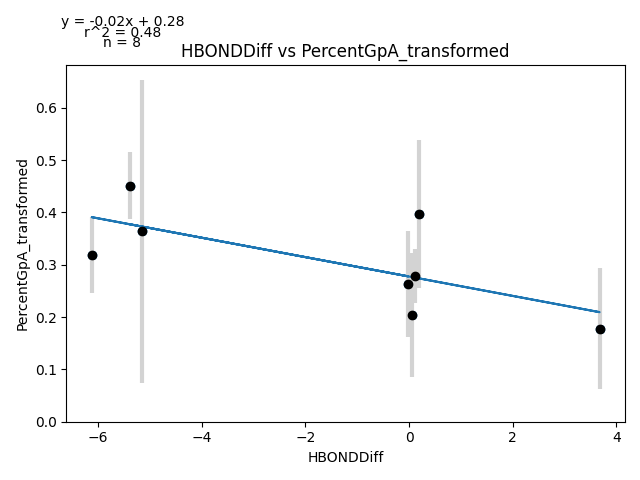 y = -0.02x + 0.28
r^2 = 0.48
n = 8
HBONDDiff vs PercentGpA_transformed
0.6
0.5
0.4
0.3
0.2
0.1
0.0
PercentGpA_transformed
−6
−4
−2
0
2
4
HBONDDiff